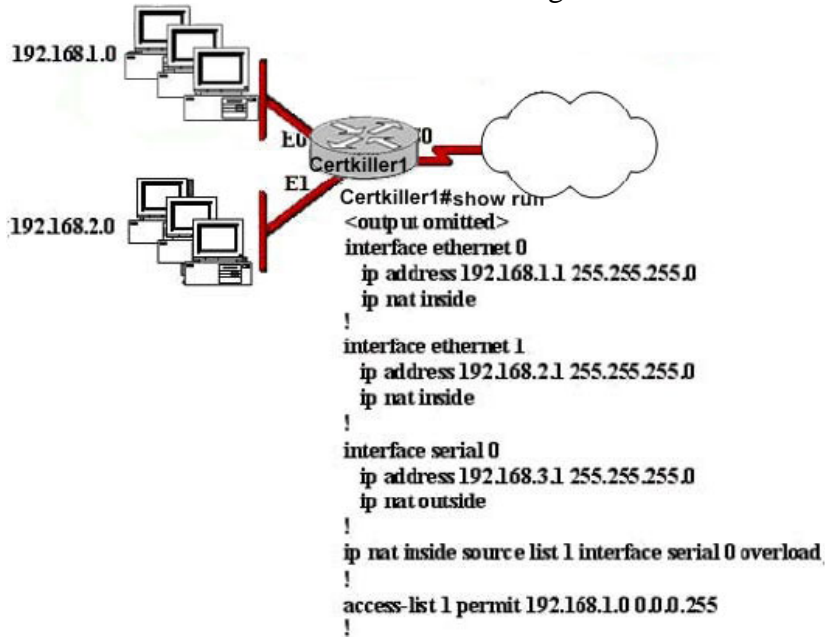 192.168.1.0
E0
Certkiller1
E1
192.168.2.0
Certkiller1#show run
<output omitted>
interface ethernet 0
ip address 192.168.1.1 255.255.255.0
ip nat inside
!
interface ethernet 1
ip address 192.168.2.1 255.255.255.0
ip nat inside
!
interface serial 0
ip address 192.168.3.1 255.255.255.0
ip nat outside
!
ip nat inside source list 1 interface serial 0 overload
!
access-list 1 permit 192.168.1.0 0.0.0.255
!